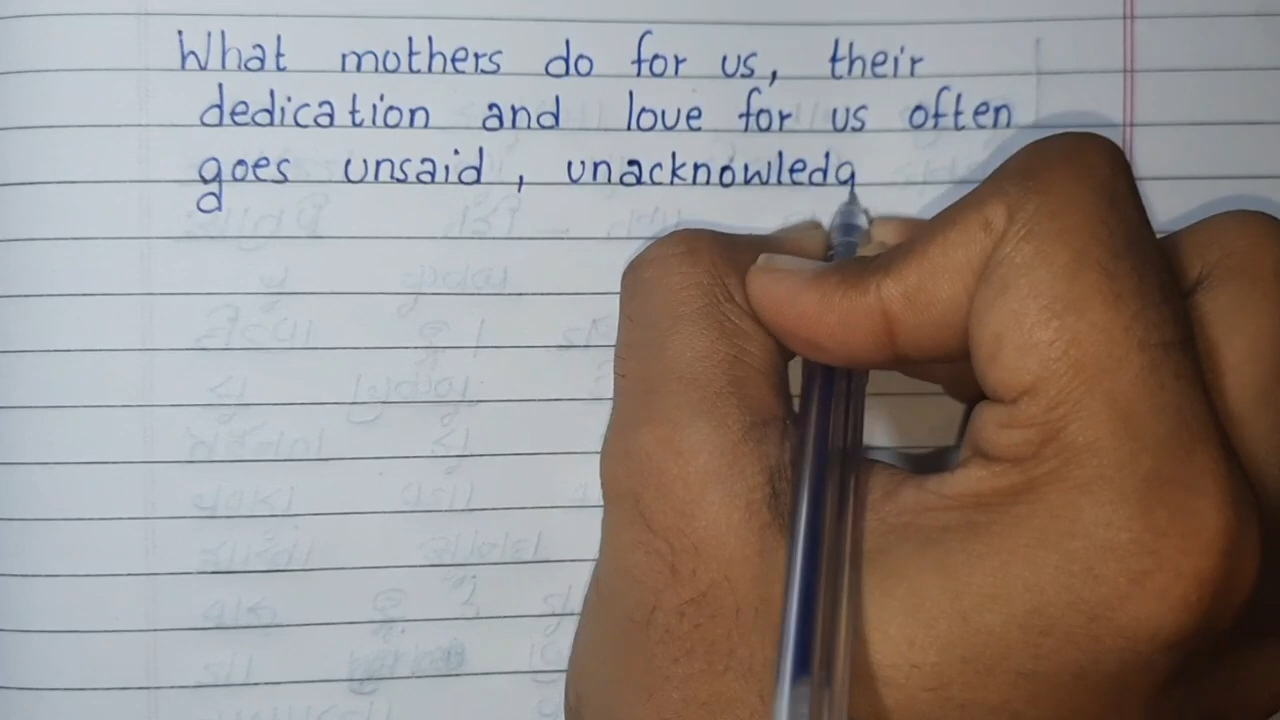 What mothers do for us, their
dedication and love for us often
goes unsaid, unacknowledg